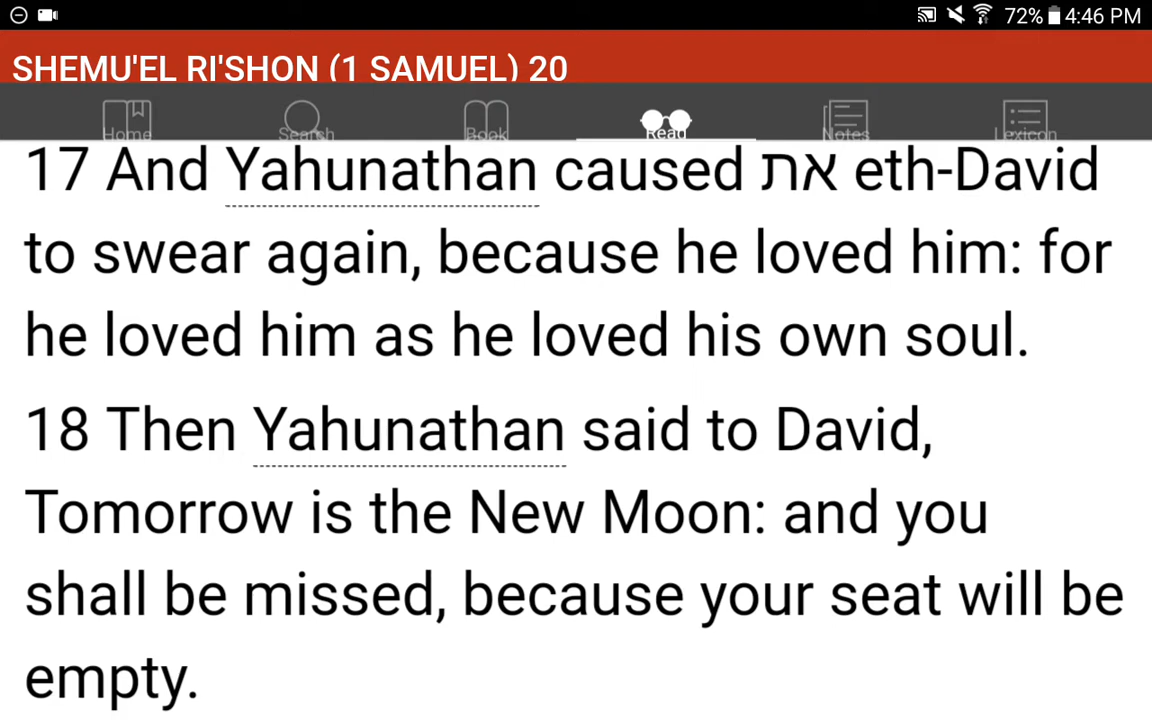 72% 4:46 PM
SHEMU'EL RI'SHON (1 SAMUEL) 20
Home Search Book Read Notes Lexicon
17 And Yahunathan caused את eth-David
to swear again, because he loved him: for
he loved him as he loved his own soul.
18 Then Yahunathan said to David,
Tomorrow is the New Moon: and you
shall be missed, because your seat will be
empty.